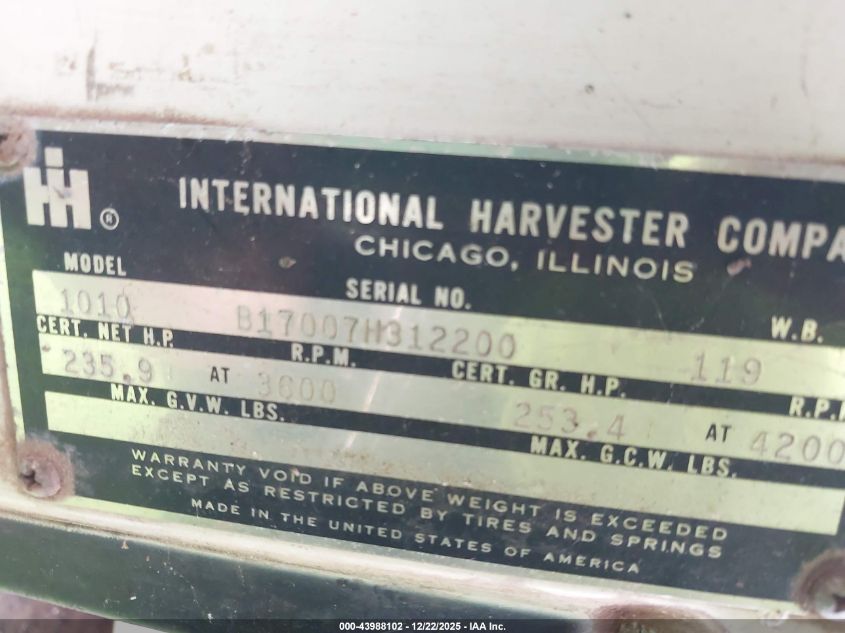 IH ®
INTERNATIONAL HARVESTER COMPA
CHICAGO, ILLINOIS
MODEL SERIAL NO. W.B.
1010 B17007H312200 119
CERT. NET H.P. R.P.M. CERT. GR. H.P. R.P.
235.9 AT 3600 253.4 AT 4200
MAX. G.V.W. LBS. MAX. G.C.W. LBS.
WARRANTY VOID IF ABOVE WEIGHT IS EXCEEDED
EXCEPT AS RESTRICTED BY TIRES AND SPRINGS
MADE IN THE UNITED STATES OF AMERICA
000-43988102 - 12/22/2025 - IAA Inc.